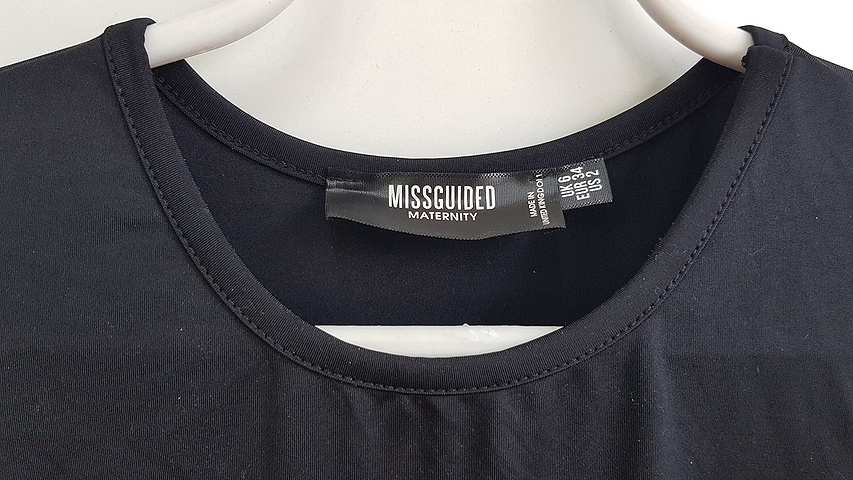 MISSGUIDED
MATERNITY
MADE IN
UNITED KINGDOM
UK 6
EUR 34
US 2